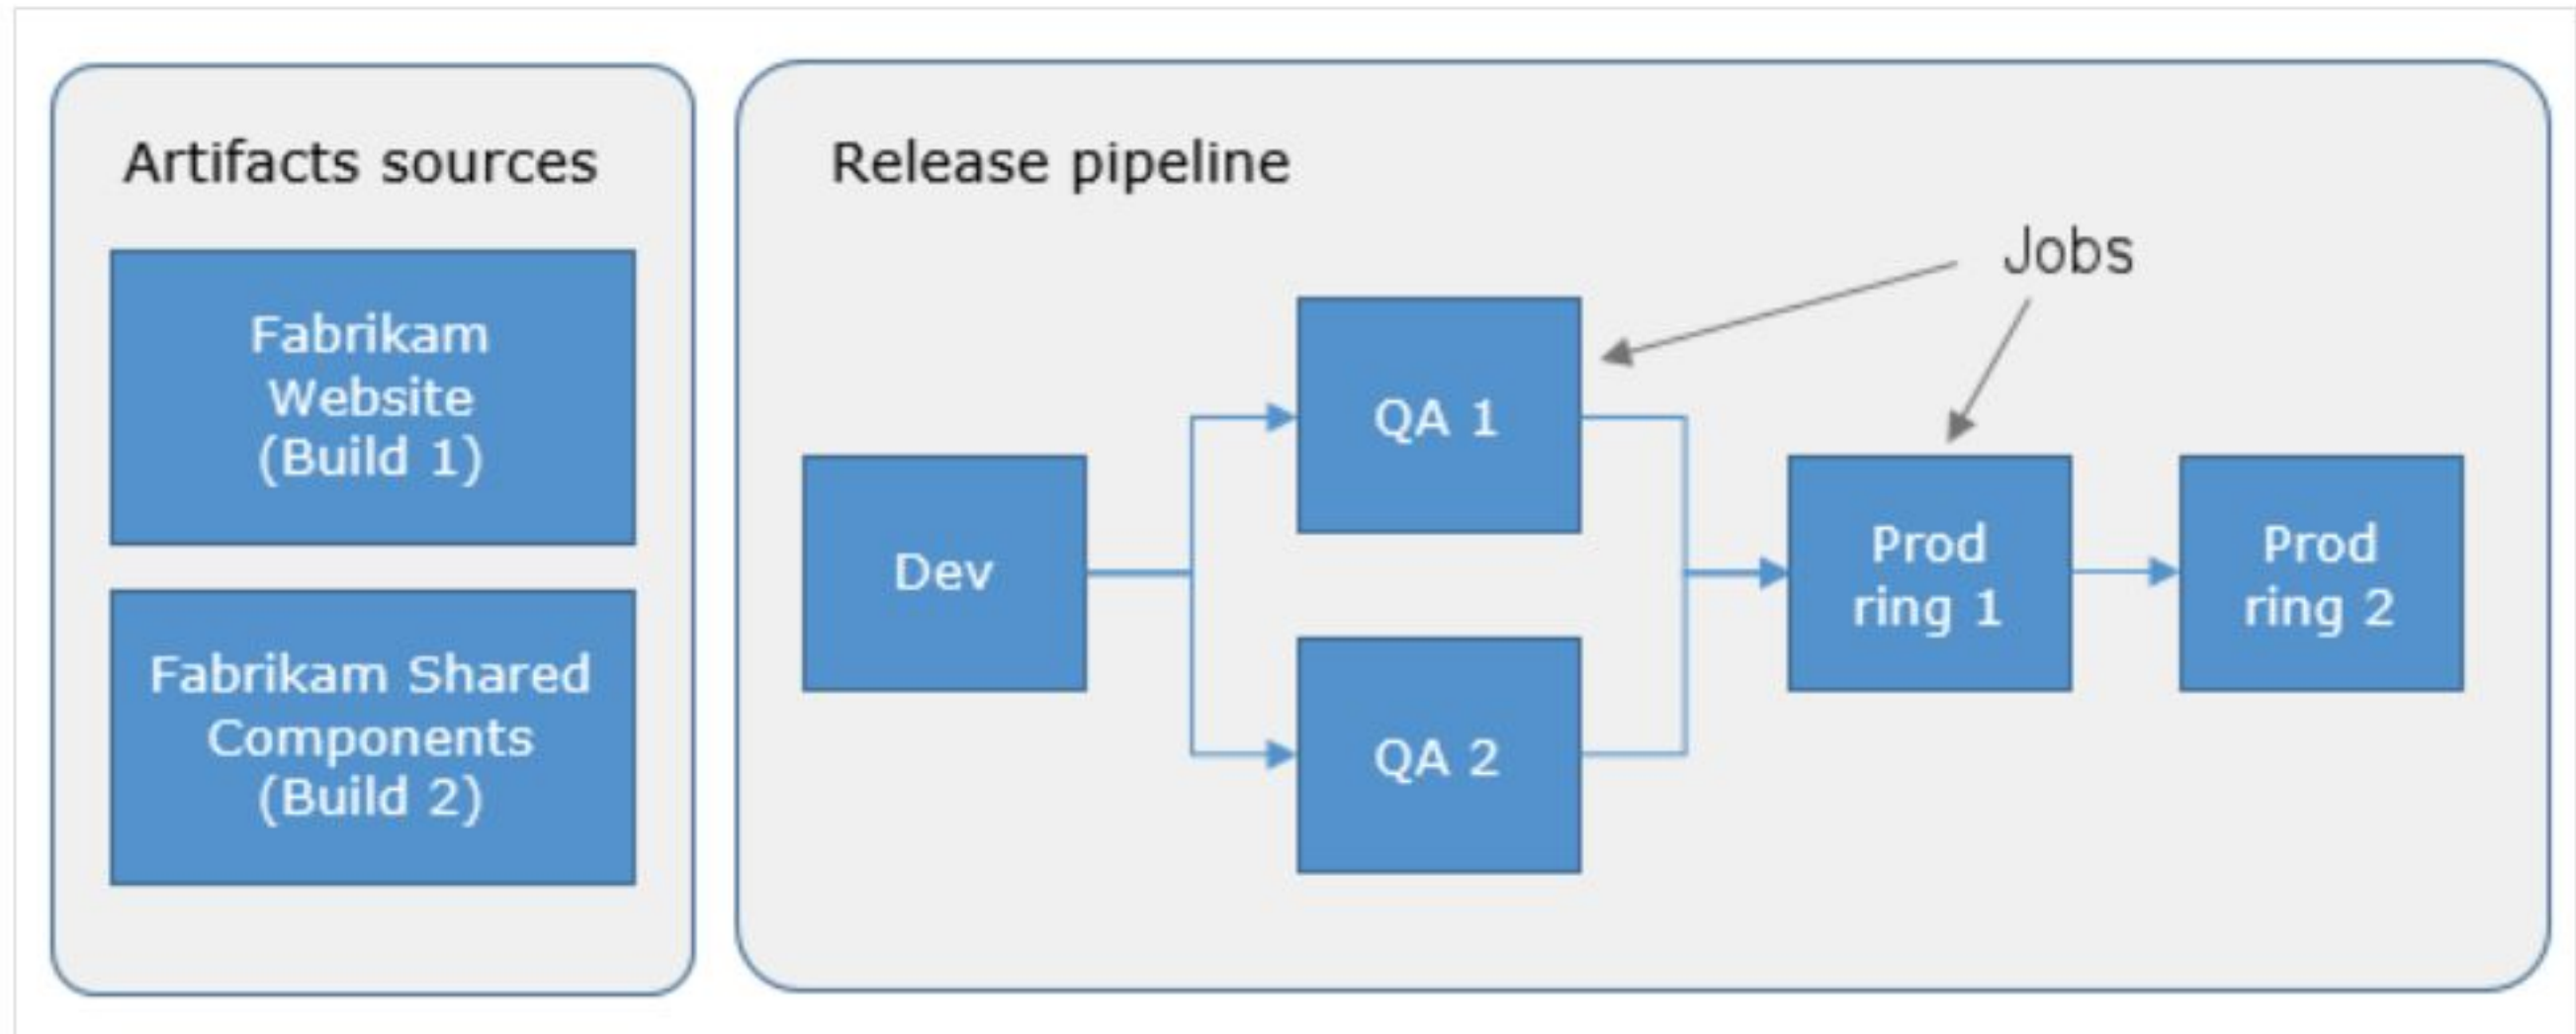 Artifacts sources
Fabrikam
Website
(Build 1)
Fabrikam Shared
Components
(Build 2)
Release pipeline
Jobs
Dev
QA 1
QA 2
Prod
ring 1
Prod
ring 2